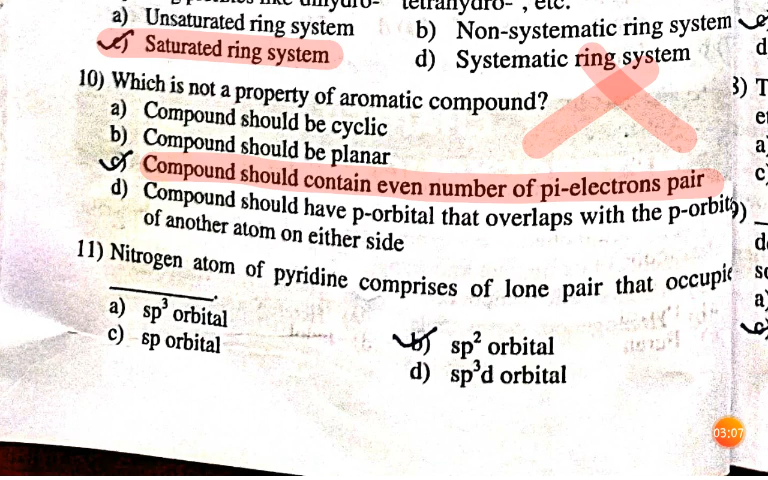 tetrahydro- , etc.
a) Unsaturated ring system
b) Non-systematic ring system
c) Saturated ring system
d) Systematic ring system
10) Which is not a property of aromatic compound?
a) Compound should be cyclic
b) Compound should be planar
c) Compound should contain even number of pi-electrons pair
d) Compound should have p-orbital that overlaps with the
of another atom on either side
11) Nitrogen atom of pyridine comprises of lone pair that
a) sp³ orbital
b) sp² orbital
c) sp orbital
d) sp³d orbital
3) T
a)
c)
d
a)
03:07